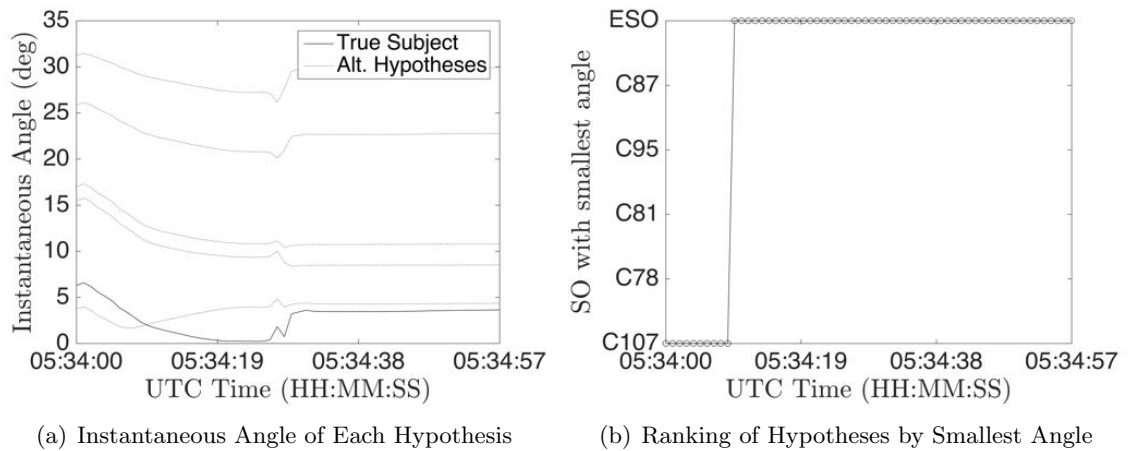 35
30
25
20
15
10
5
0
Instantaneous Angle (deg)
True Subject
Alt. Hypotheses
05:34:00
05:34:19
05:34:38
05:34:57
UTC Time (HH:MM:SS)
(a) Instantaneous Angle of Each Hypothesis
ESO
C87
C95
C81
C78
C107
SO with smallest angle
05:34:00
05:34:19
05:34:38
05:34:57
UTC Time (HH:MM:SS)
(b) Ranking of Hypotheses by Smallest Angle